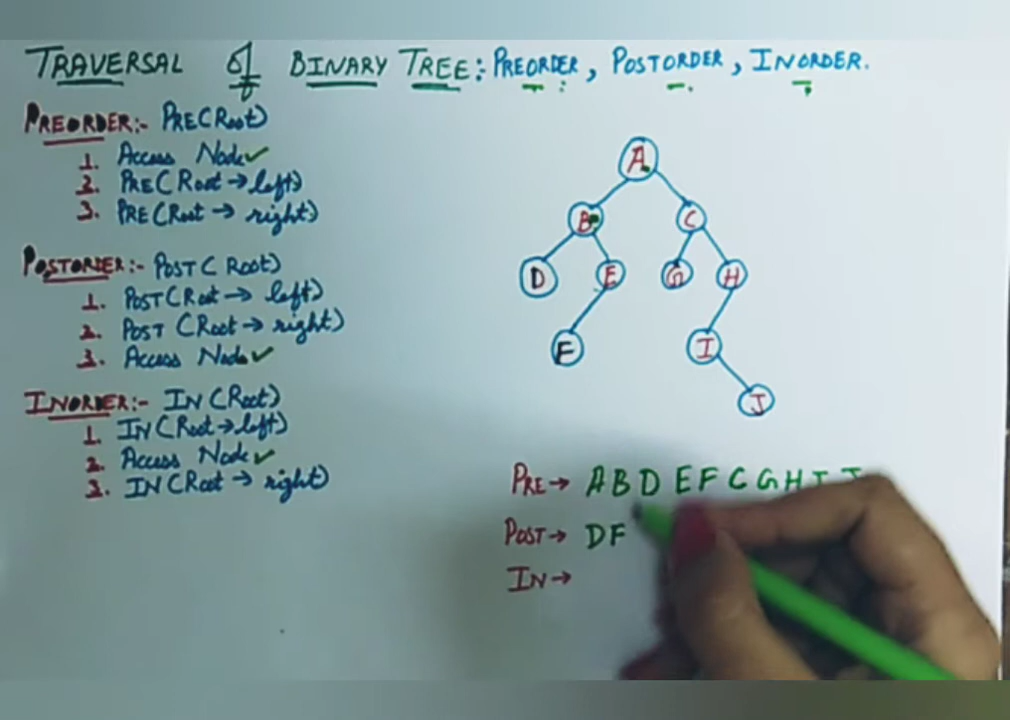 TRAVERSAL of BINARY TREE: PREORDER, POSTORDER, INORDER.
PREORDER:- PRE(Root)
1. Access Node✓
2. PRE(Root→left)
3. PRE(Root→right)
POSTORDER:- POST(Root)
1. POST(Root→left)
2. POST(Root→right)
3. Access Node✓
INORDER:- IN(Root)
1. IN(Root→left)
2. Access Node✓
3. IN(Root→right)
A
B C
D E G H
F I
J
PRE→ A B D E F C G H
POST→ D F
IN→